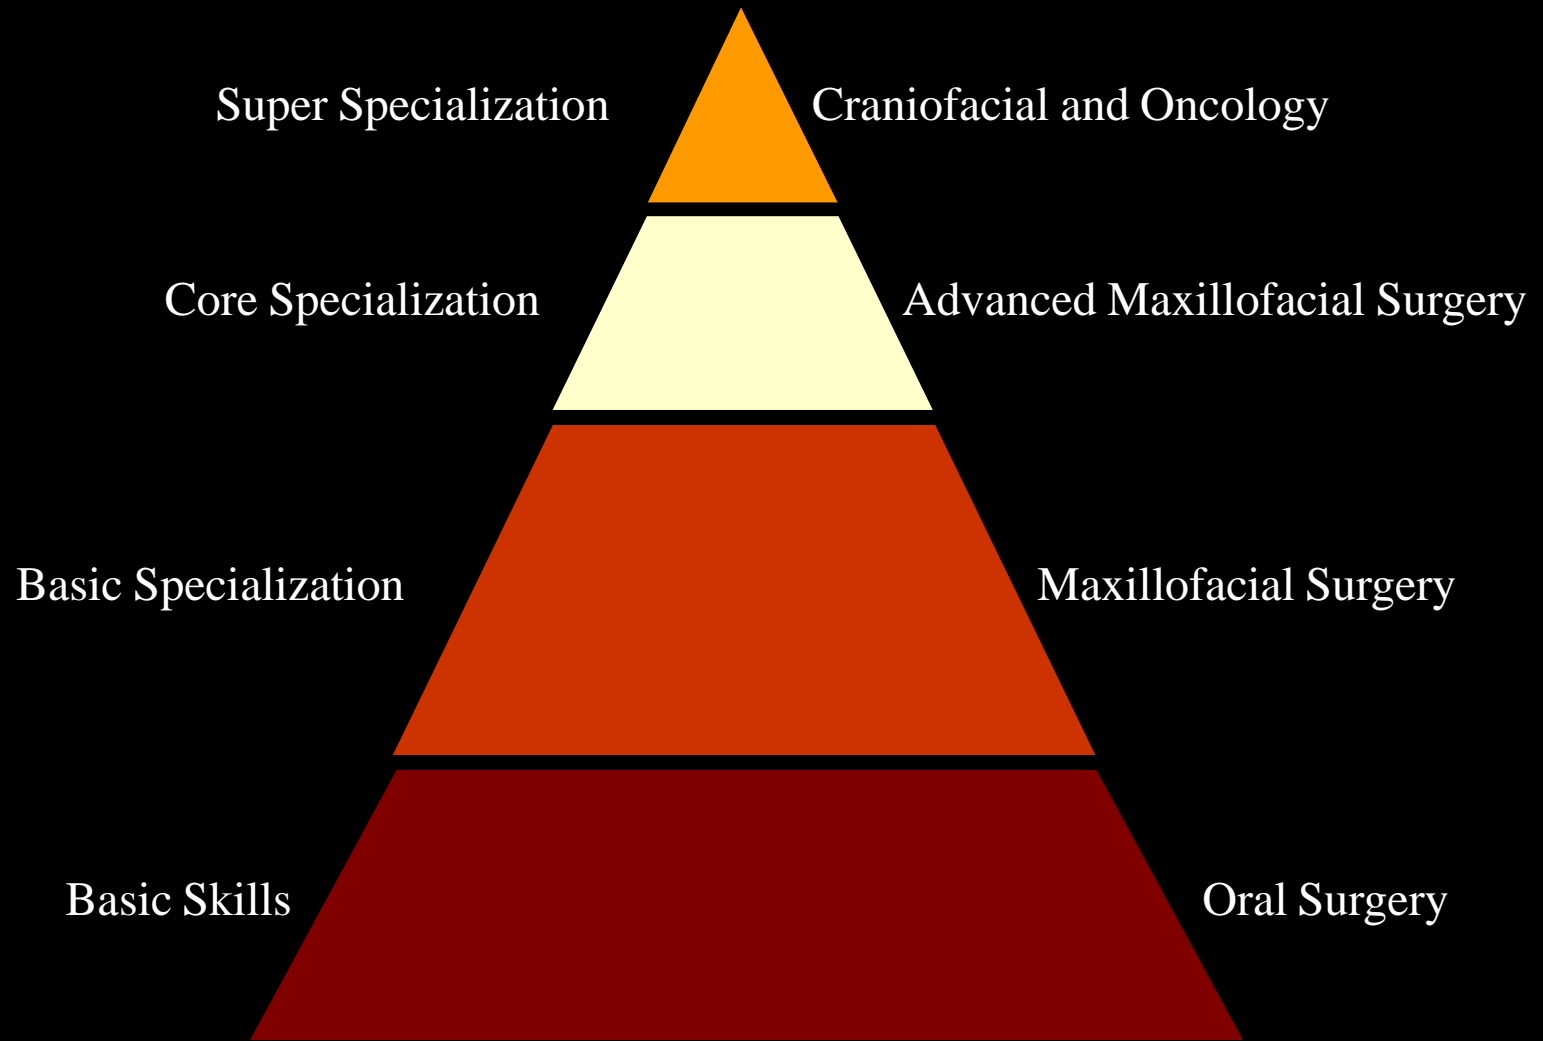 Super Specialization
Craniofacial and Oncology
Core Specialization
Advanced Maxillofacial Surgery
Basic Specialization
Maxillofacial Surgery
Basic Skills
Oral Surgery